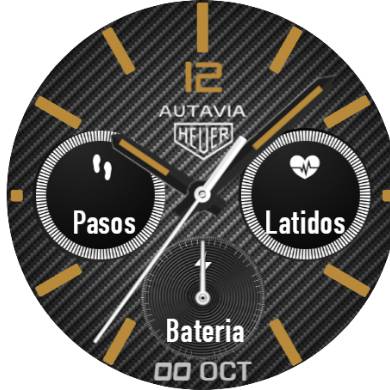 12
AUTAVIA
HEUER
Pasos
Latidos
Bateria
00 OCT